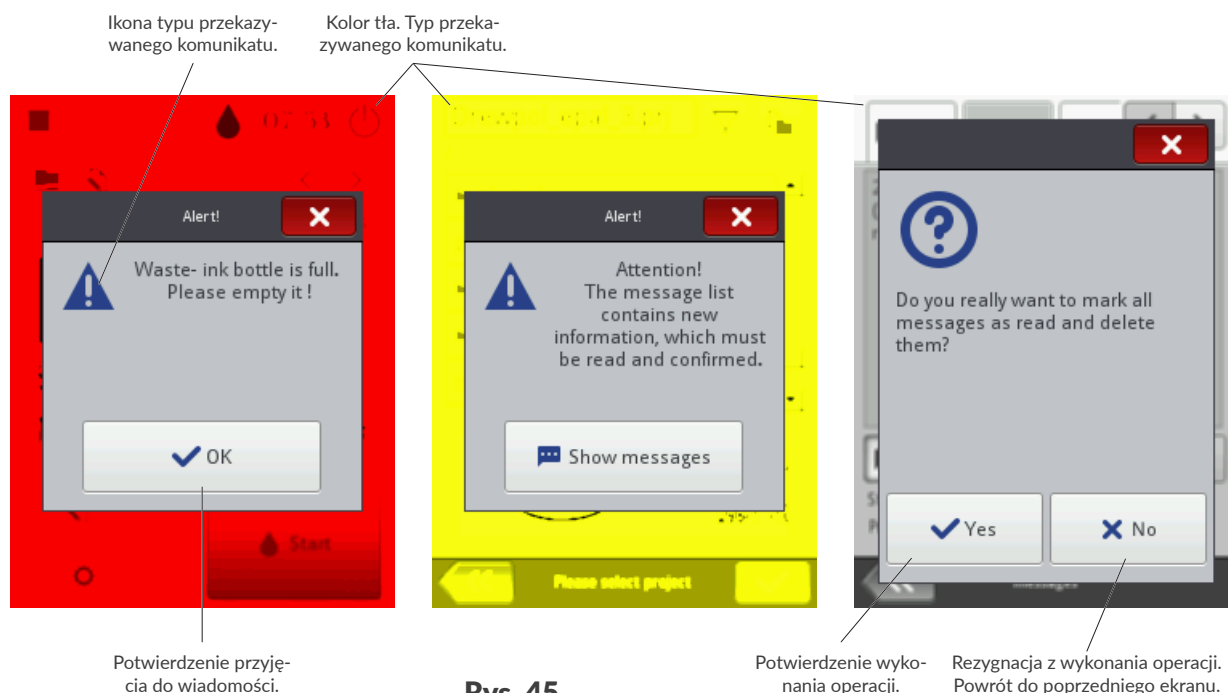 Ikona typu przekazy-
wanego komunikatu.
Kolor tła. Typ przeka-
zywanego komunikatu.
07:53
Alert!
Waste- ink bottle is full.
Please empty it !
OK
Start
Alert!
Attention!
The message list
contains new
information, which must
be read and confirmed.
Show messages
Please select project
Do you really want to mark all
messages as read and delete
them?
Yes
No
Messages
Potwierdzenie przyję-
cia do wiadomości.
Rys. 45
Potwierdzenie wyko-
nania operacji.
Rezygnacja z wykonania operacji.
Powrót do poprzedniego ekranu.